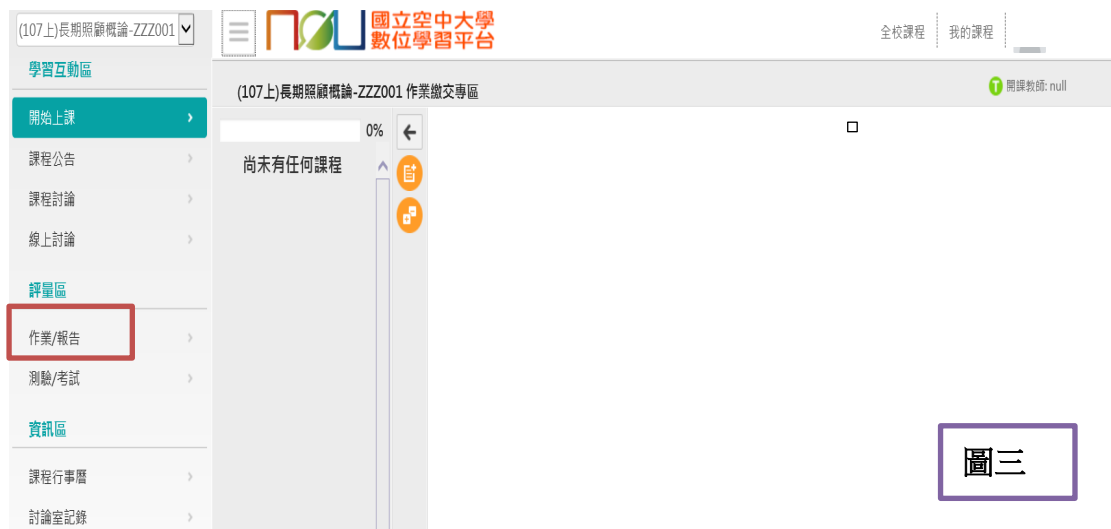 (107上)長期照顧概論-ZZZ001
學習互動區
開始上課
課程公告
課程討論
線上討論
評量區
作業/報告
測驗/考試
資訊區
課程行事曆
討論室記錄
nou 國立空中大學
數位學習平台
全校課程 我的課程
(107上)長期照顧概論-ZZZ001 作業繳交專區
T 開課教師: null
0%
尚未有任何課程
圖三